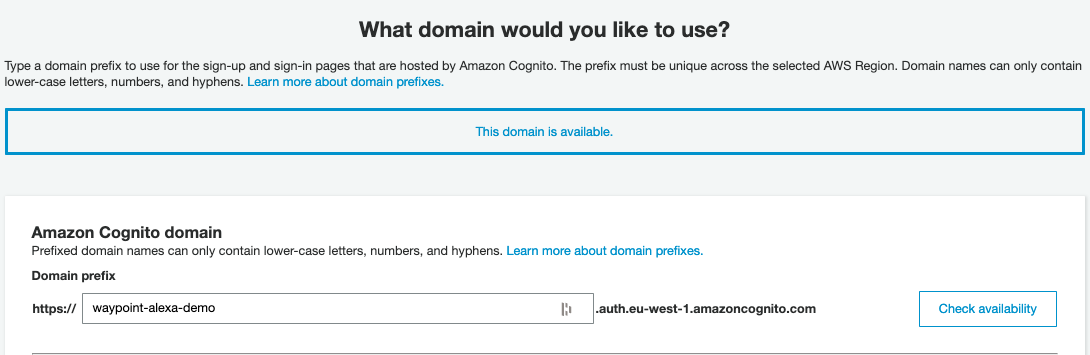 What domain would you like to use?
Type a domain prefix to use for the sign-up and sign-in pages that are hosted by Amazon Cognito. The prefix must be unique across the selected AWS Region. Domain names can only contain
lower-case letters, numbers, and hyphens. Learn more about domain prefixes.
This domain is available.
Amazon Cognito domain
Prefixed domain names can only contain lower-case letters, numbers, and hyphens. Learn more about domain prefixes.
Domain prefix
https:// waypoint-alexa-demo .auth.eu-west-1.amazoncognito.com Check availability